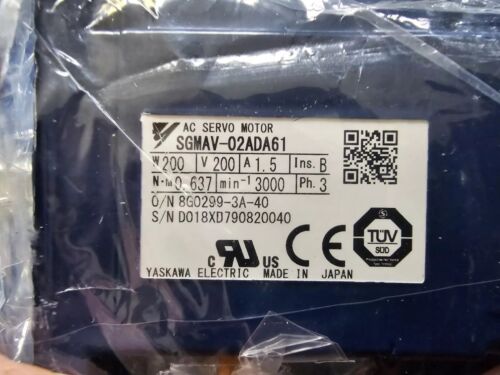 AC SERVO MOTOR
SGMAV-02ADA61
W 200 V 200 A 1.5 Ins. B
N·m 0.637 min⁻¹ 3000 Ph. 3
O/N 8G0299-3A-40
S/N D018XD790820040
C UL US CE
TÜV
SÜD
YASKAWA ELECTRIC MADE IN JAPAN